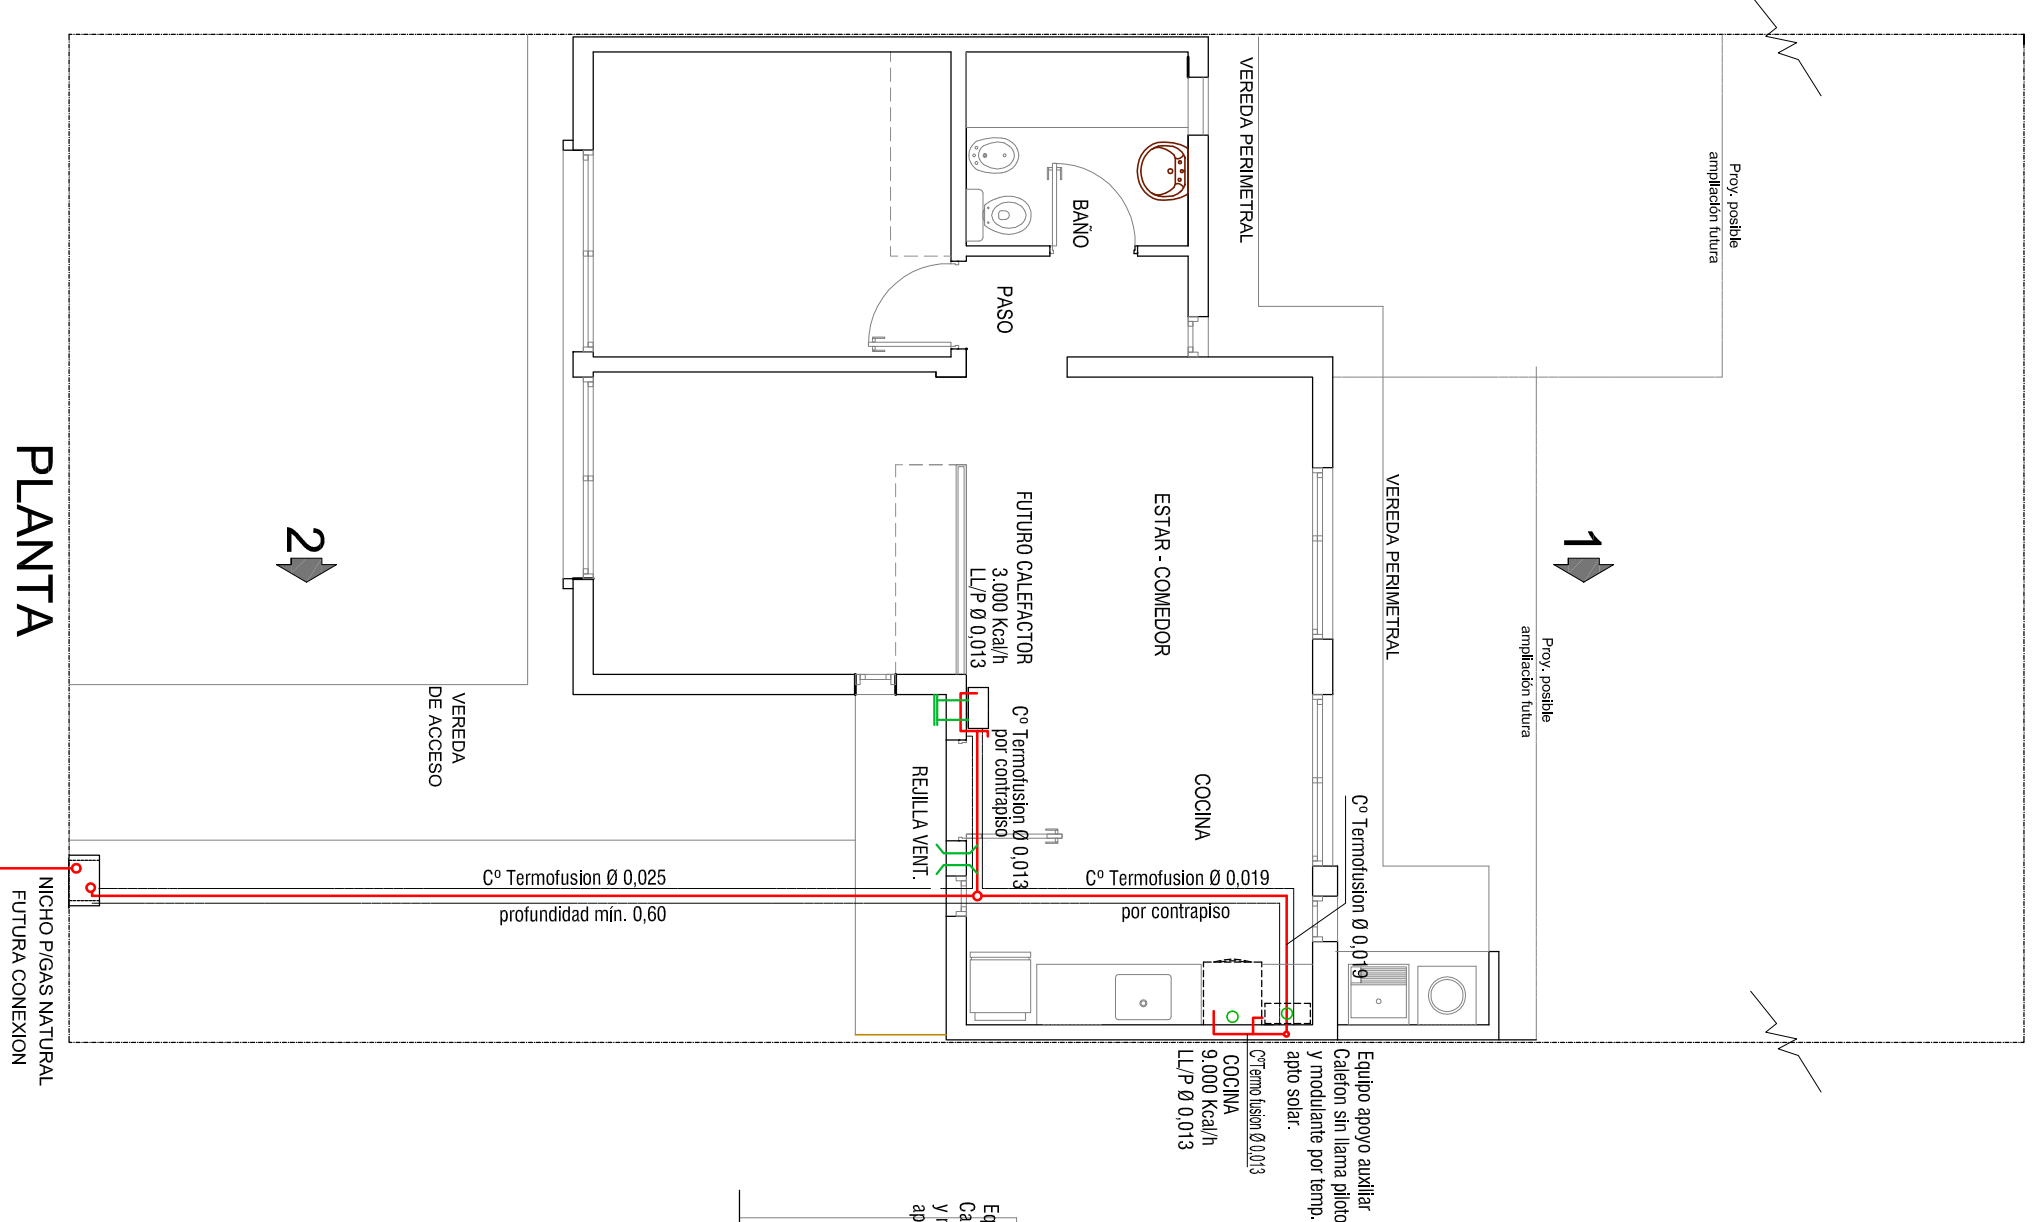 PLANTA
2
1
VEREDA PERIMETRAL
Proy. posible
ampliación futura
BAÑO
PASO
VEREDA PERIMETRAL
Proy. posible
ampliación futura
ESTAR - COMEDOR
FUTURO CALEFACTOR
3.000 Kcal/h
LL/P Ø 0,013
Cº Termofusion Ø 0,013
por contrapiso
COCINA
REJILLA VENT.
VEREDA
DE ACCESO
Cº Termofusion Ø 0,025
profundidad mín. 0,60
Cº Termofusion Ø 0,019
por contrapiso
Cº Termofusion Ø 0,019
NICHO P/GAS NATURAL
FUTURA CONEXION
Equipo apoyo auxiliar
Calefon sin llama piloto
y modulante por temp.
apto solar.
CºTermo fusion Ø 0,013
COCINA
9.000 Kcal/h
LL/P Ø 0,013